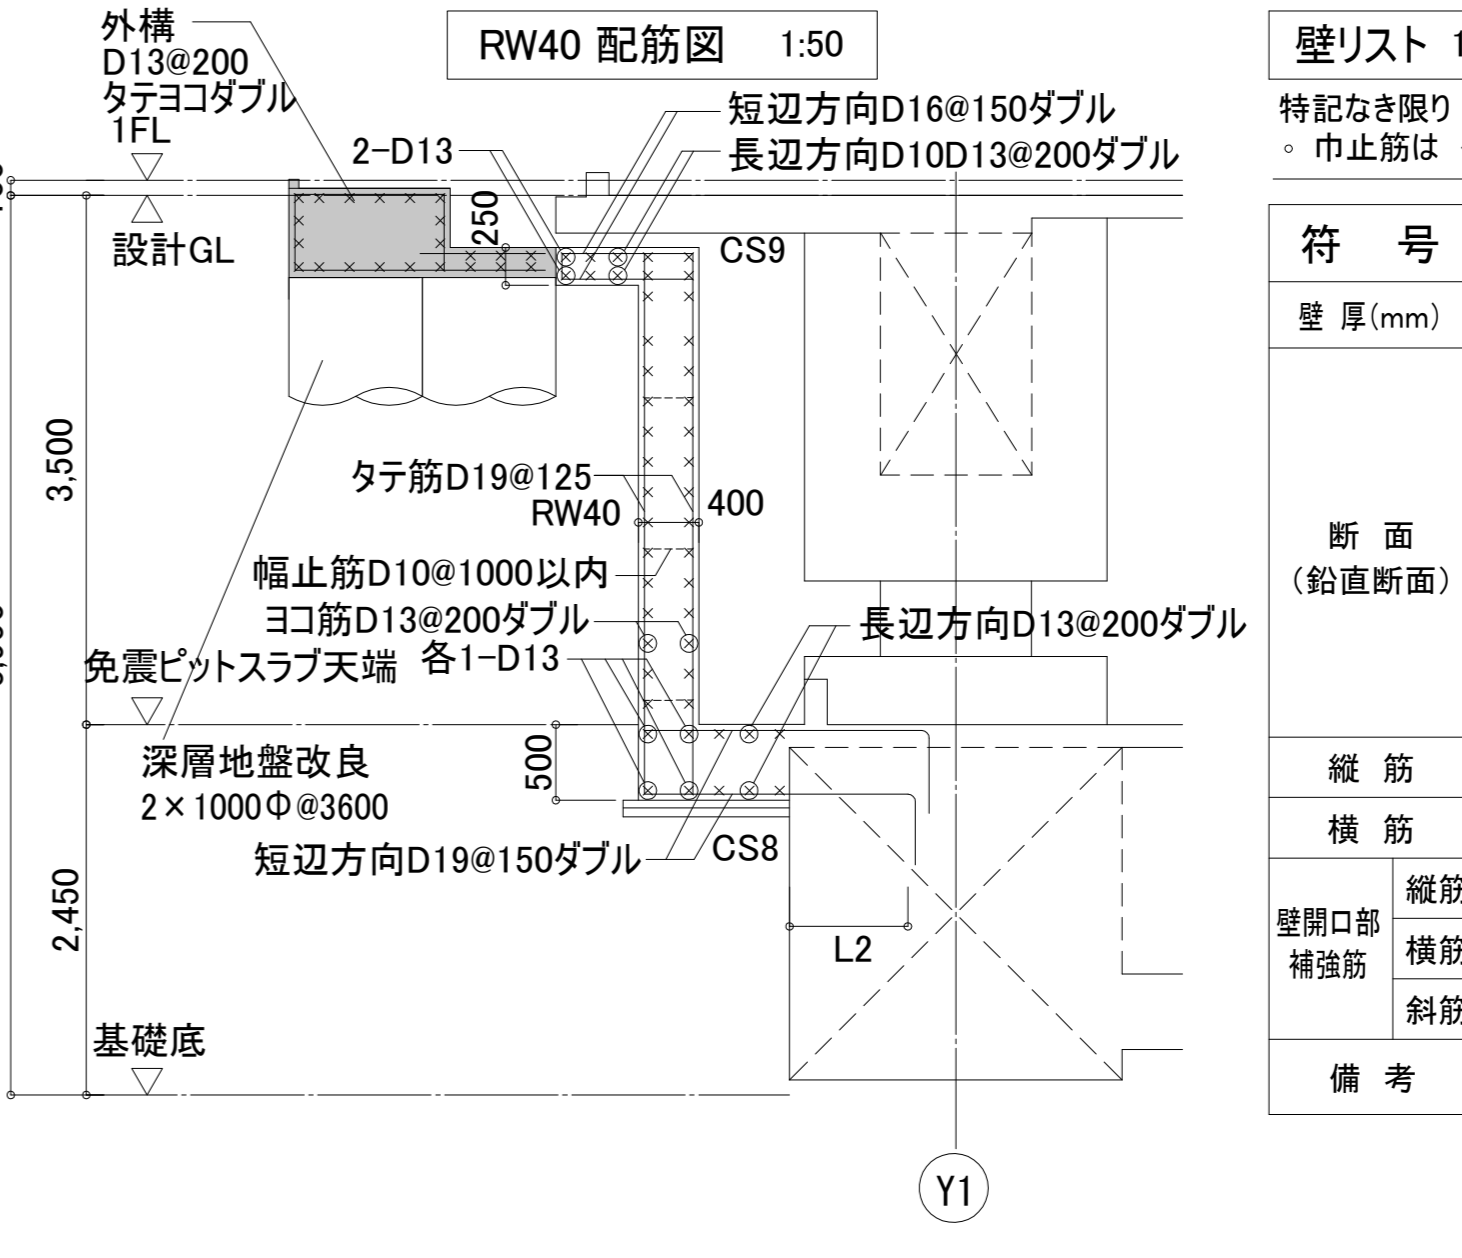 外構
D13@200
タテヨコダブル
1FL
RW40 配筋図 1:50
2-D13
短辺方向D16@150ダブル
長辺方向D10D13@200ダブル
設計GL
250
CS9
3,500
タテ筋D19@125
RW40
400
幅止筋D10@1000以内
ヨコ筋D13@200ダブル
各1-D13
長辺方向D13@200ダブル
免震ピットスラブ天端
深層地盤改良
2×1000Φ@3600
500
短辺方向D19@150ダブル
CS8
2,450
L2
基礎底
Y1
壁リスト
特記なき限り
。巾止筋は
符 号
壁 厚(mm)
断 面
(鉛直断面)
縦 筋
横 筋
壁開口部
補強筋
縦筋
横筋
斜筋
備 考